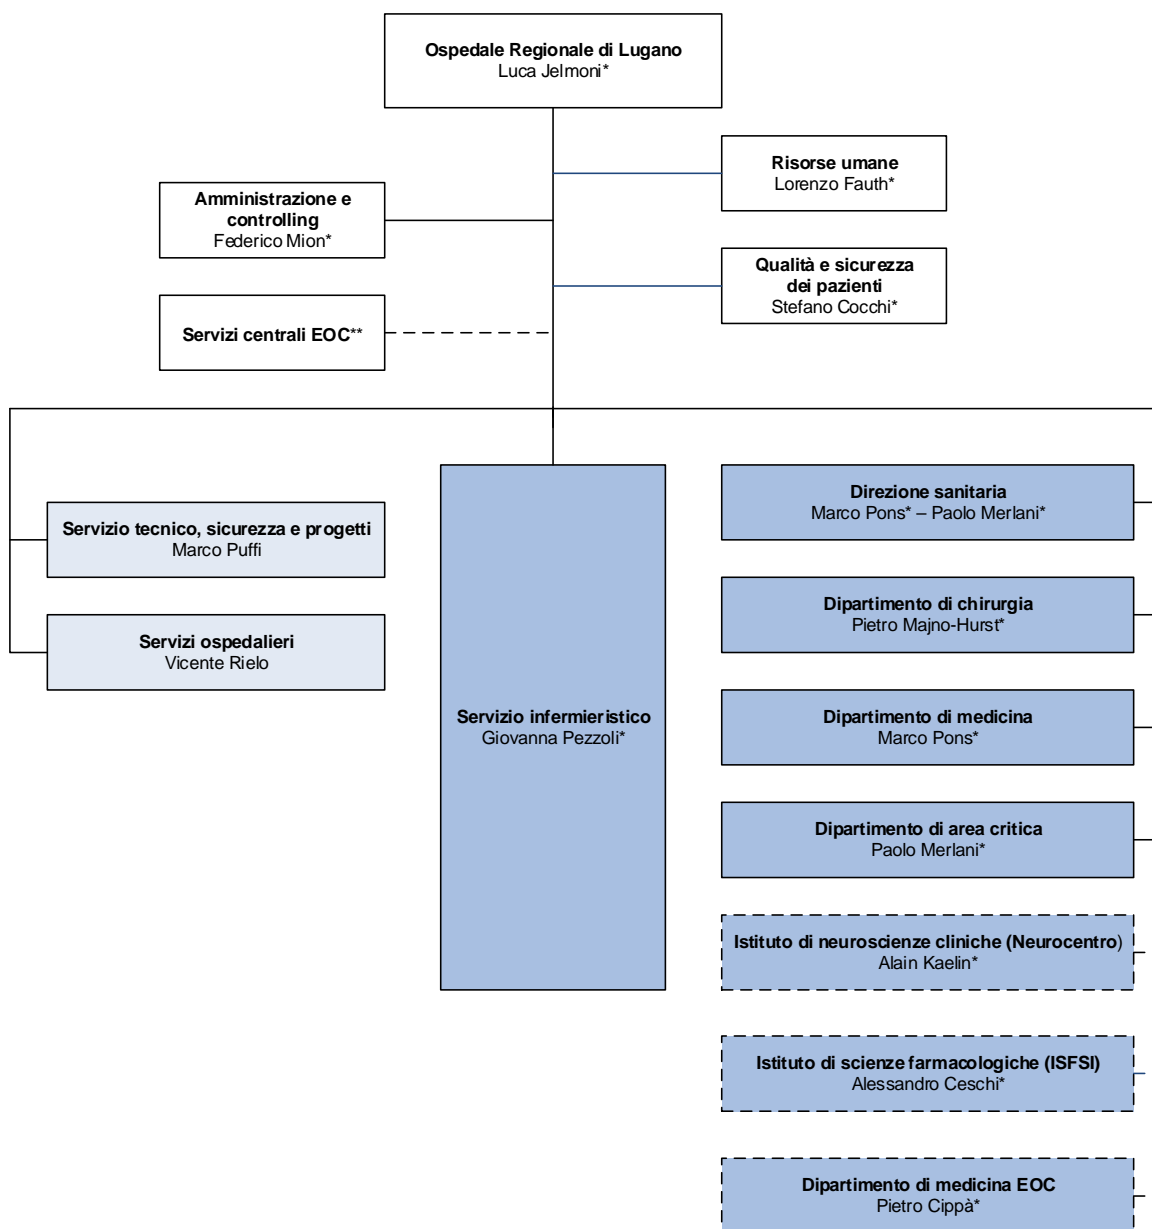 Ospedale Regionale di Lugano
Luca Jelmoni*
Risorse umane
Lorenzo Fauth*
Amministrazione e
controlling
Federico Mion*
Qualità e sicurezza
dei pazienti
Stefano Cocchi*
Servizi centrali EOC**
Servizio tecnico, sicurezza e progetti
Marco Puffi
Servizi ospedalieri
Vicente Rielo
Servizio infermieristico
Giovanna Pezzoli*
Direzione sanitaria
Marco Pons* – Paolo Merlani*
Dipartimento di chirurgia
Pietro Majno-Hurst*
Dipartimento di medicina
Marco Pons*
Dipartimento di area critica
Paolo Merlani*
Istituto di neuroscienze cliniche (Neurocentro)
Alain Kaelin*
Istituto di scienze farmacologiche (ISFSI)
Alessandro Ceschi*
Dipartimento di medicina EOC
Pietro Cippà*